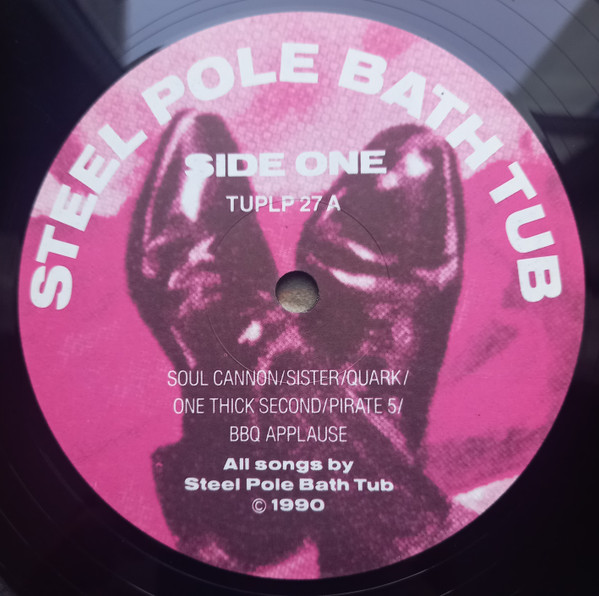 STEEL POLE BATH TUB
SIDE ONE
TUPLP 27 A
SOUL CANNON/SISTER/QUARK/
ONE THICK SECOND/PIRATE 5/
BBQ APPLAUSE
All songs by
Steel Pole Bath Tub
© 1990